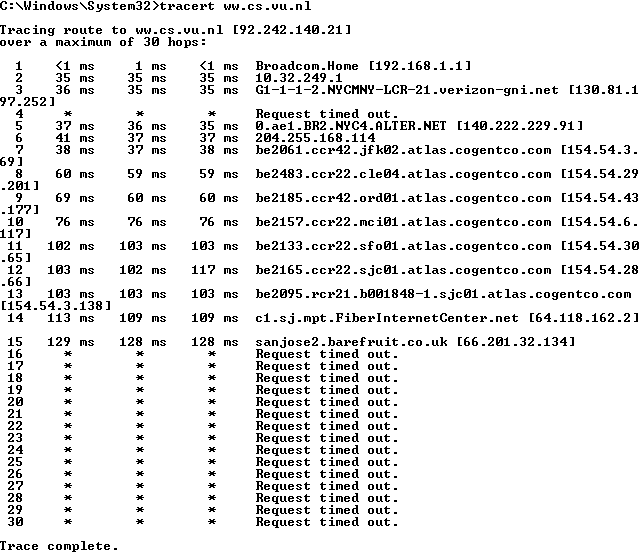 C:\Windows\System32>tracert ww.cs.vu.nl
Tracing route to ww.cs.vu.nl [92.242.140.21]
over a maximum of 30 hops:
1 <1 ms 1 ms <1 ms Broadcom.Home [192.168.1.1]
2 35 ms 35 ms 35 ms 10.32.249.1
3 36 ms 35 ms 35 ms G1-1-1-2.NYCMNY-LCR-21.verizon-gni.net [130.81.1
97.252]
4 * * * Request timed out.
5 37 ms 36 ms 35 ms 0.ae1.BR2.NYC4.ALTER.NET [140.222.229.91]
6 41 ms 37 ms 37 ms 204.255.168.114
7 38 ms 37 ms 38 ms be2061.ccr42.jfk02.atlas.cogentco.com [154.54.3.
69]
8 60 ms 59 ms 59 ms be2483.ccr22.cle04.atlas.cogentco.com [154.54.29
.201]
9 69 ms 60 ms 60 ms be2185.ccr42.ord01.atlas.cogentco.com [154.54.43
.177]
10 76 ms 76 ms 76 ms be2157.ccr22.mci01.atlas.cogentco.com [154.54.6.
117]
11 102 ms 103 ms 103 ms be2133.ccr22.sfo01.atlas.cogentco.com [154.54.30
.65]
12 103 ms 102 ms 117 ms be2165.ccr22.sjc01.atlas.cogentco.com [154.54.28
.66]
13 103 ms 103 ms 103 ms be2095.rcr21.b001848-1.sjc01.atlas.cogentco.com
[154.54.3.138]
14 113 ms 109 ms 109 ms c1.sj.mpt.FiberInternetCenter.net [64.118.162.2]
15 129 ms 128 ms 128 ms sanjose2.barefruit.co.uk [66.201.32.134]
16 * * * Request timed out.
17 * * * Request timed out.
18 * * * Request timed out.
19 * * * Request timed out.
20 * * * Request timed out.
21 * * * Request timed out.
22 * * * Request timed out.
23 * * * Request timed out.
24 * * * Request timed out.
25 * * * Request timed out.
26 * * * Request timed out.
27 * * * Request timed out.
28 * * * Request timed out.
29 * * * Request timed out.
30 * * * Request timed out.
Trace complete.